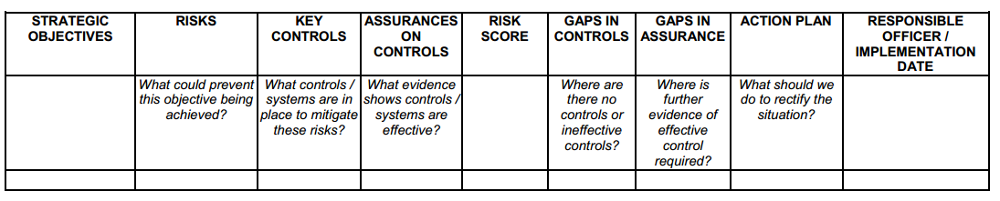 STRATEGIC
OBJECTIVES
RISKS
KEY
CONTROLS
ASSURANCES
ON
CONTROLS
RISK
SCORE
GAPS IN
CONTROLS
GAPS IN
ASSURANCE
ACTION PLAN
RESPONSIBLE
OFFICER /
IMPLEMENTATION
DATE
What could prevent
this objective being
achieved?
What controls /
systems are in
place to mitigate
these risks?
What evidence
shows controls /
systems are
effective?
Where are
there no
controls or
ineffective
controls?
Where is
further
evidence of
effective
control
required?
What should we
do to rectify the
situation?